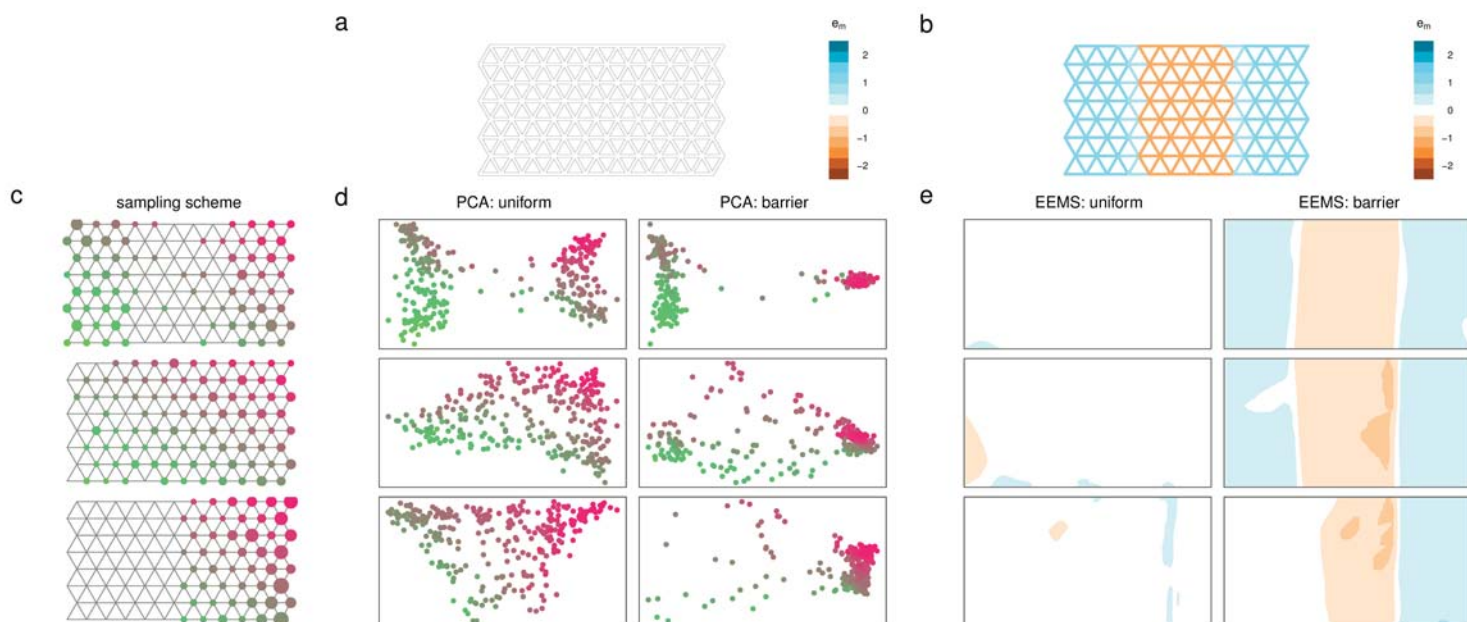 a
e_m
2
1
0
−1
−2
b
e_m
2
1
0
−1
−2
c
sampling scheme
d
PCA: uniform
PCA: barrier
e
EEMS: uniform
EEMS: barrier